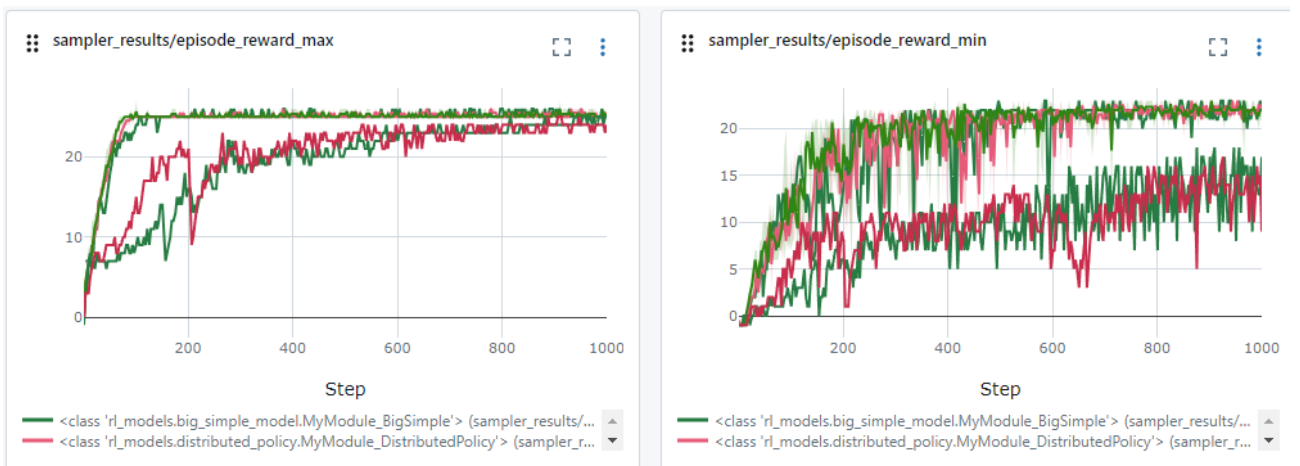 sampler_results/episode_reward_max
20
10
0
200 400 600 800 1000
Step
<class 'rl_models.big_simple_model.MyModule_BigSimple'> (sampler_results/...
<class 'rl_models.distributed_policy.MyModule_DistributedPolicy'> (sampler_r...
sampler_results/episode_reward_min
20
15
10
5
0
200 400 600 800 1000
Step
<class 'rl_models.big_simple_model.MyModule_BigSimple'> (sampler_results/...
<class 'rl_models.distributed_policy.MyModule_DistributedPolicy'> (sampler_r...